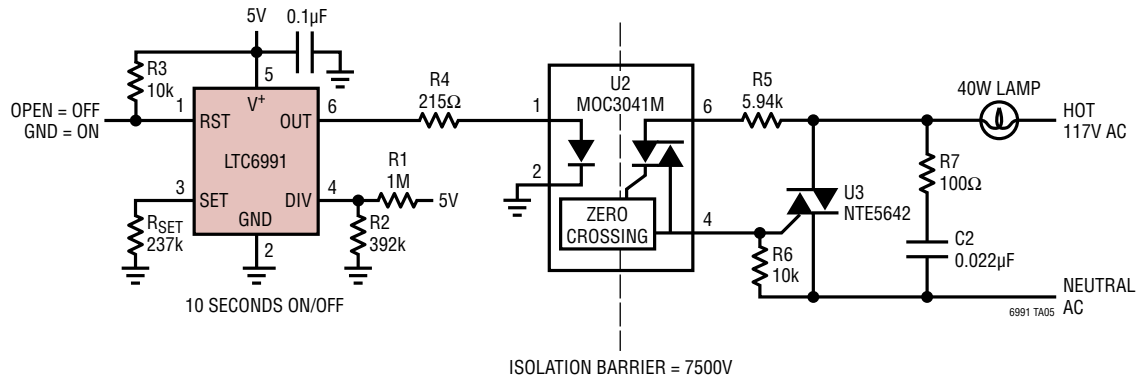 5V
0.1µF
R3
10k
5
V+
OPEN = OFF
GND = ON
1
RST
OUT
6
LTC6991
3
SET
DIV
4
GND
2
RSET
237k
R1
1M
5V
R2
392k
10 SECONDS ON/OFF
R4
215Ω
1
2
U2
MOC3041M
6
ZERO
CROSSING
4
R5
5.94k
R6
10k
U3
NTE5642
40W LAMP
HOT
117V AC
R7
100Ω
C2
0.022µF
NEUTRAL
AC
6991 TA05
ISOLATION BARRIER = 7500V